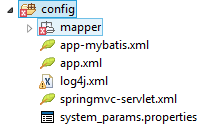 config
mapper
app-mybatis.xml
app.xml
log4j.xml
springmvc-servlet.xml
system_params.properties